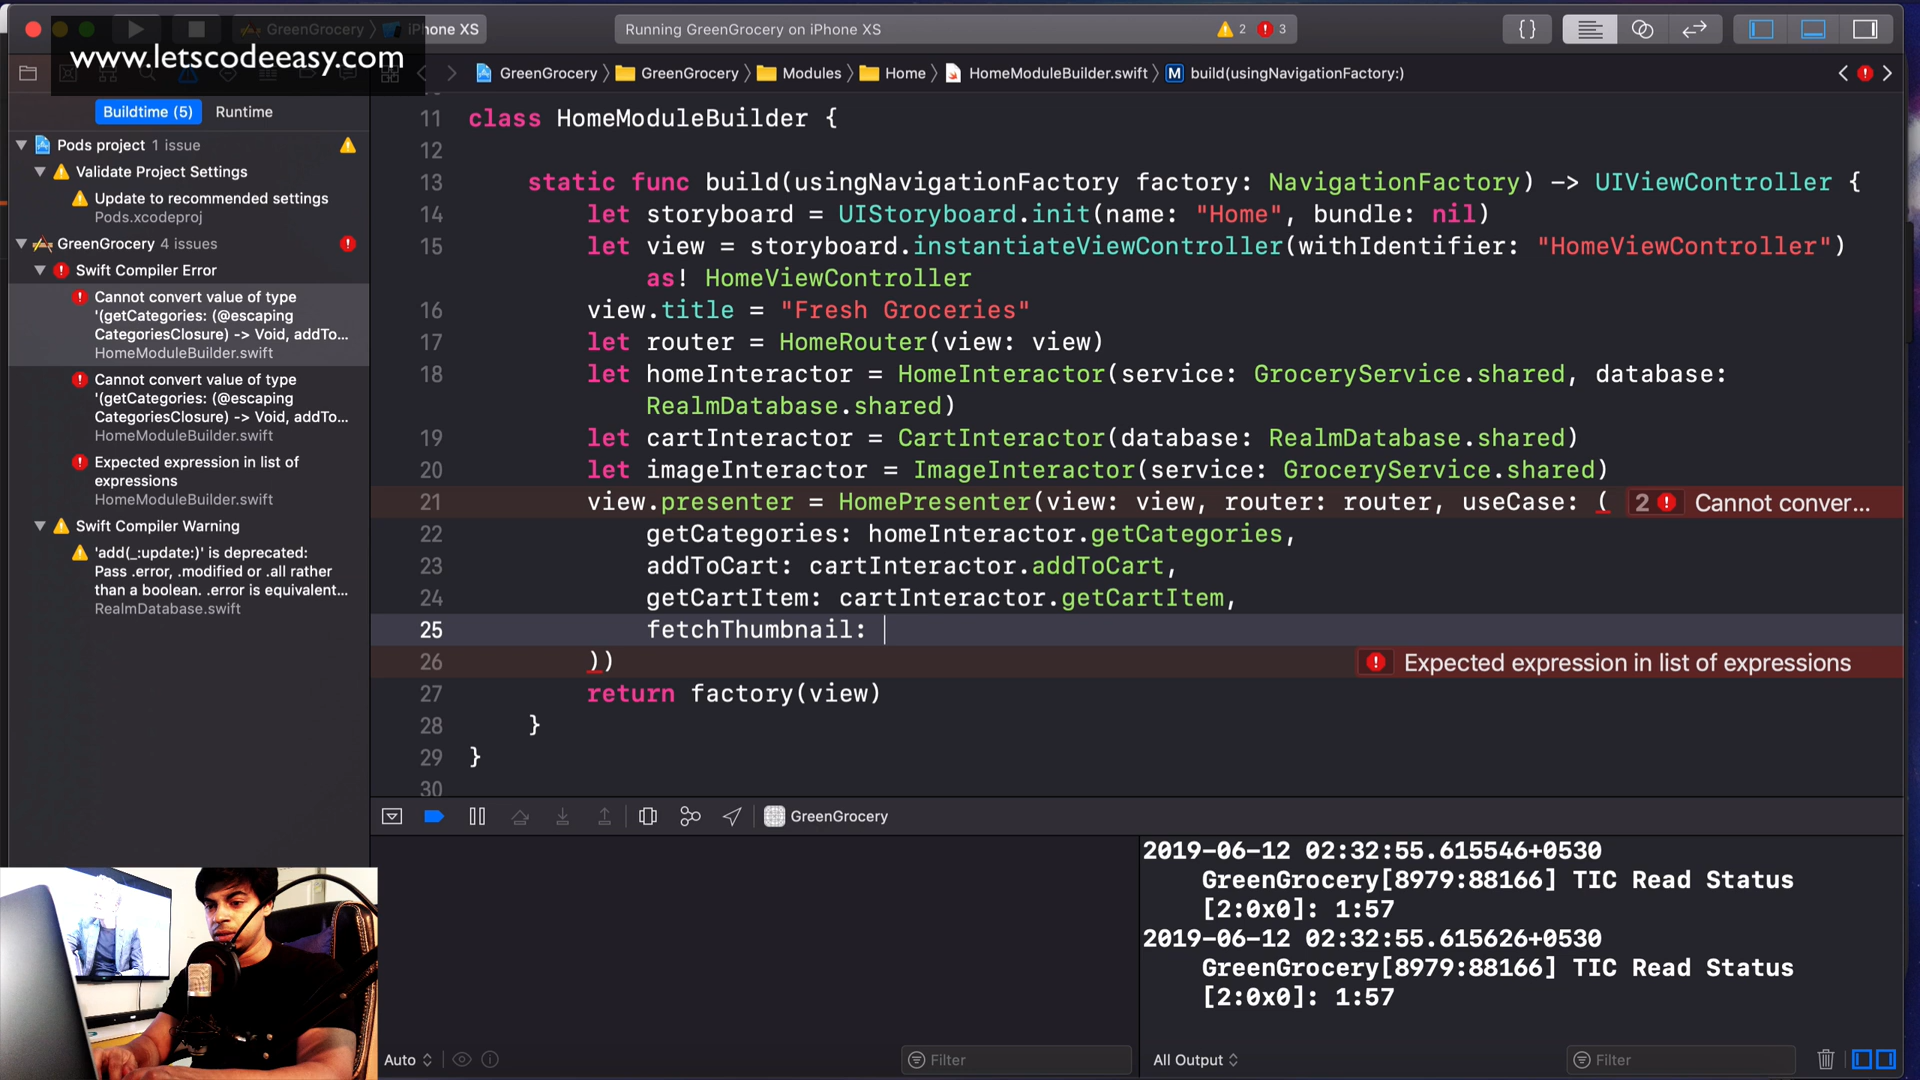 GreenGrocery
iPhone XS
Running GreenGrocery on iPhone XS
2
3
{}
www.letscodeeasy.com
GreenGrocery
GreenGrocery
Modules
Home
HomeModuleBuilder.swift
M
build(usingNavigationFactory:)
Buildtime (5)
Runtime
Pods project 1 issue
Validate Project Settings
Update to recommended settings
Pods.xcodeproj
GreenGrocery 4 issues
Swift Compiler Error
Cannot convert value of type
'(getCategories: (@escaping
CategoriesClosure) -> Void, addTo...
HomeModuleBuilder.swift
Cannot convert value of type
'(getCategories: (@escaping
CategoriesClosure) -> Void, addTo...
HomeModuleBuilder.swift
Expected expression in list of
expressions
HomeModuleBuilder.swift
Swift Compiler Warning
'add(_:update:)' is deprecated:
Pass .error, .modified or .all rather
than a boolean. .error is equivalent...
RealmDatabase.swift
11 class HomeModuleBuilder {
12
13 static func build(usingNavigationFactory factory: NavigationFactory) -> UIViewController {
14 let storyboard = UIStoryboard.init(name: "Home", bundle: nil)
15 let view = storyboard.instantiateViewController(withIdentifier: "HomeViewController")
as! HomeViewController
16 view.title = "Fresh Groceries"
17 let router = HomeRouter(view: view)
18 let homeInteractor = HomeInteractor(service: GroceryService.shared, database:
RealmDatabase.shared)
19 let cartInteractor = CartInteractor(database: RealmDatabase.shared)
20 let imageInteractor = ImageInteractor(service: GroceryService.shared)
21 view.presenter = HomePresenter(view: view, router: router, useCase: ( 2 Cannot conver...
22 getCategories: homeInteractor.getCategories,
23 addToCart: cartInteractor.addToCart,
24 getCartItem: cartInteractor.getCartItem,
25 fetchThumbnail:
26 )) Expected expression in list of expressions
27 return factory(view)
28 }
29 }
30
GreenGrocery
2019-06-12 02:32:55.615546+0530
GreenGrocery[8979:88166] TIC Read Status
[2:0x0]: 1:57
2019-06-12 02:32:55.615626+0530
GreenGrocery[8979:88166] TIC Read Status
[2:0x0]: 1:57
Auto
Filter
All Output
Filter